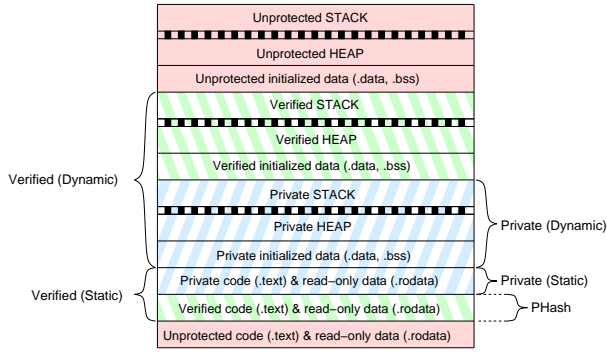 Unprotected STACK
Unprotected HEAP
Unprotected initialized data (.data, .bss)
Verified STACK
Verified HEAP
Verified initialized data (.data, .bss)
Private STACK
Private HEAP
Private initialized data (.data, .bss)
Private code (.text) & read−only data (.rodata)
Verified code (.text) & read−only data (.rodata)
Unprotected code (.text) & read−only data (.rodata)
Verified (Dynamic)
Verified (Static)
Private (Dynamic)
Private (Static)
PHash